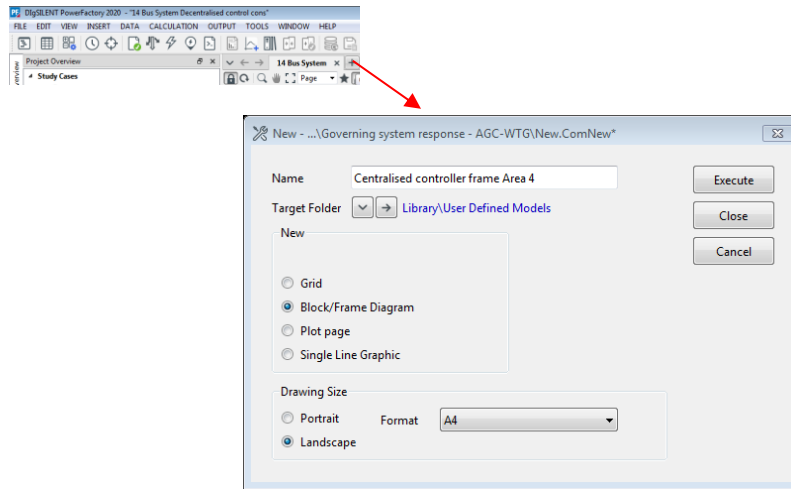 DIgSILENT PowerFactory 2020 - "14 Bus System Decentralised control cons"
FILE EDIT VIEW INSERT DATA CALCULATION OUTPUT TOOLS WINDOW HELP
Project Overview
14 Bus System
Study Cases
Page
New - ...\Governing system response - AGC-WTG\New.ComNew*
Name Centralised controller frame Area 4
Execute
Target Folder Library\User Defined Models
Close
New
Cancel
Grid
Block/Frame Diagram
Plot page
Single Line Graphic
Drawing Size
Portrait Format A4
Landscape